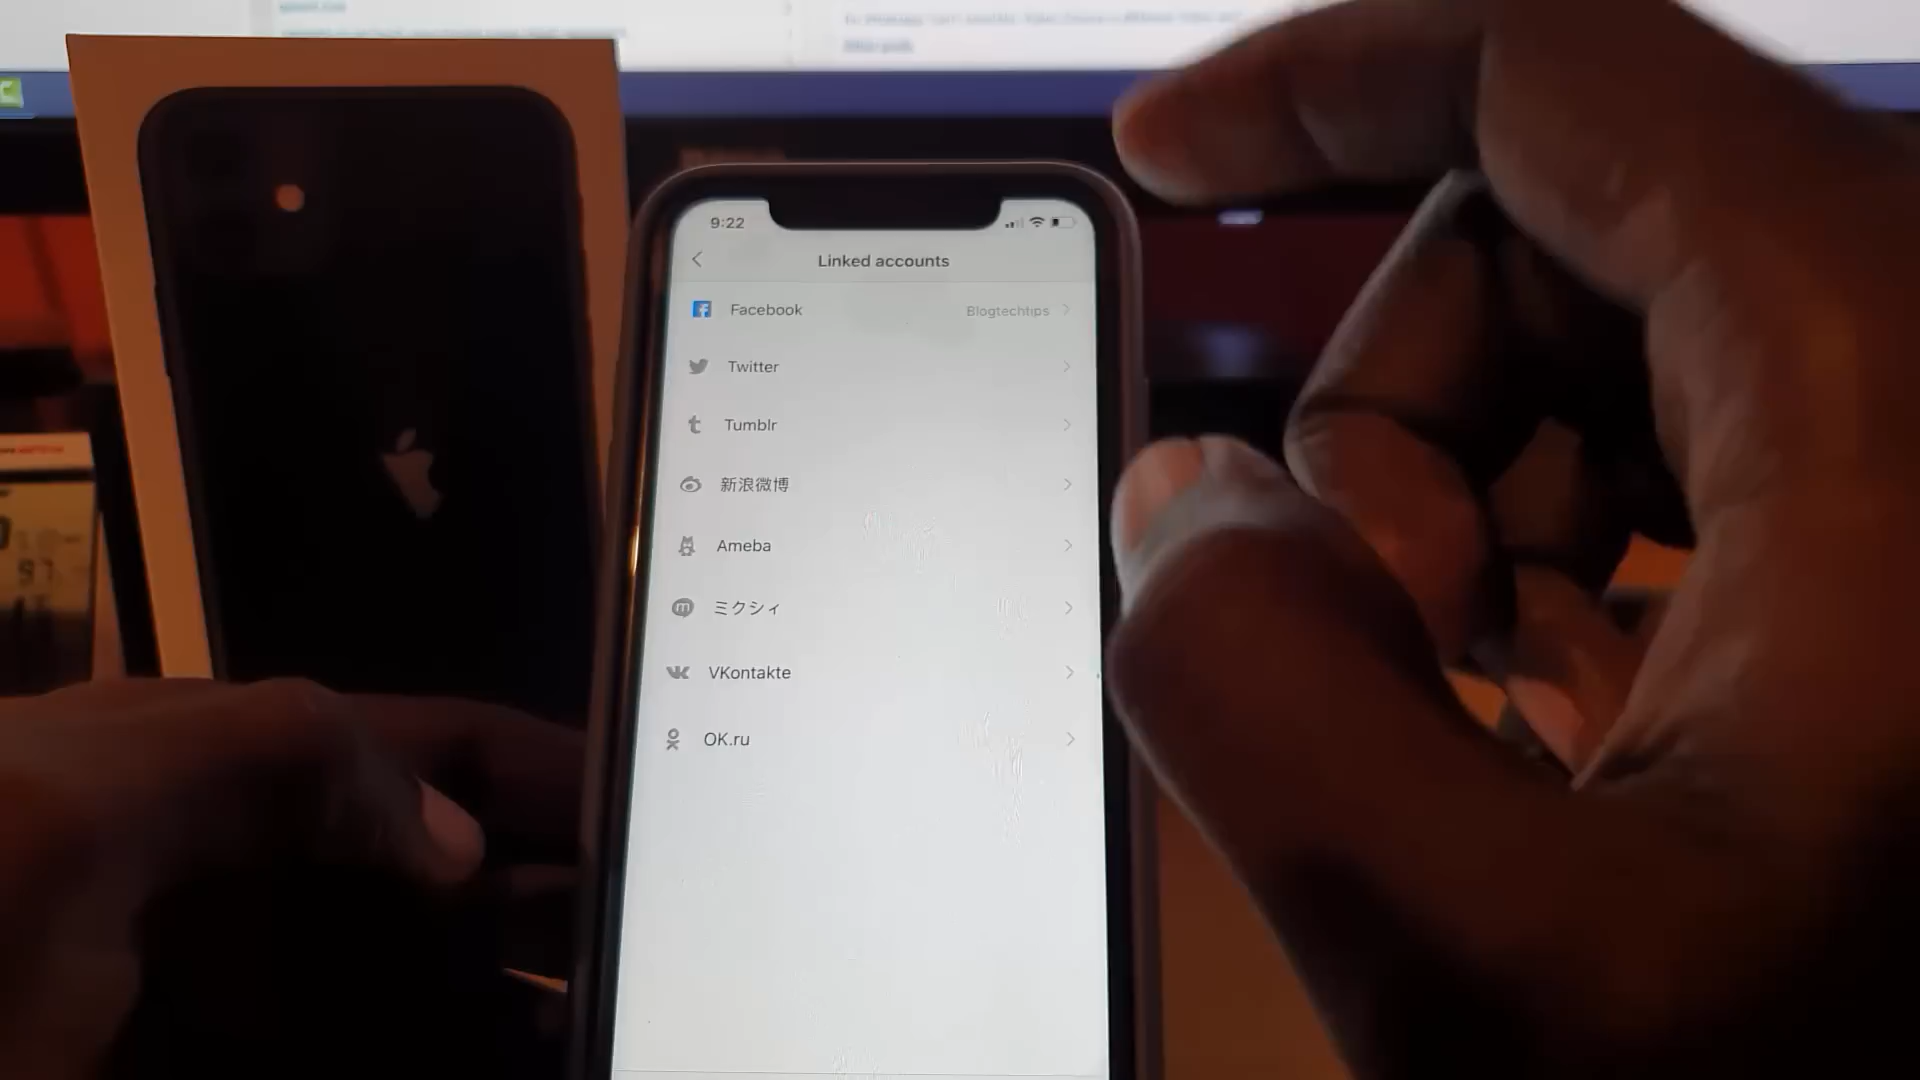 9:22
Linked accounts
Facebook Blogtechtips
Twitter
Tumblr
新浪微博
Ameba
ミクシィ
VKontakte
OK.ru